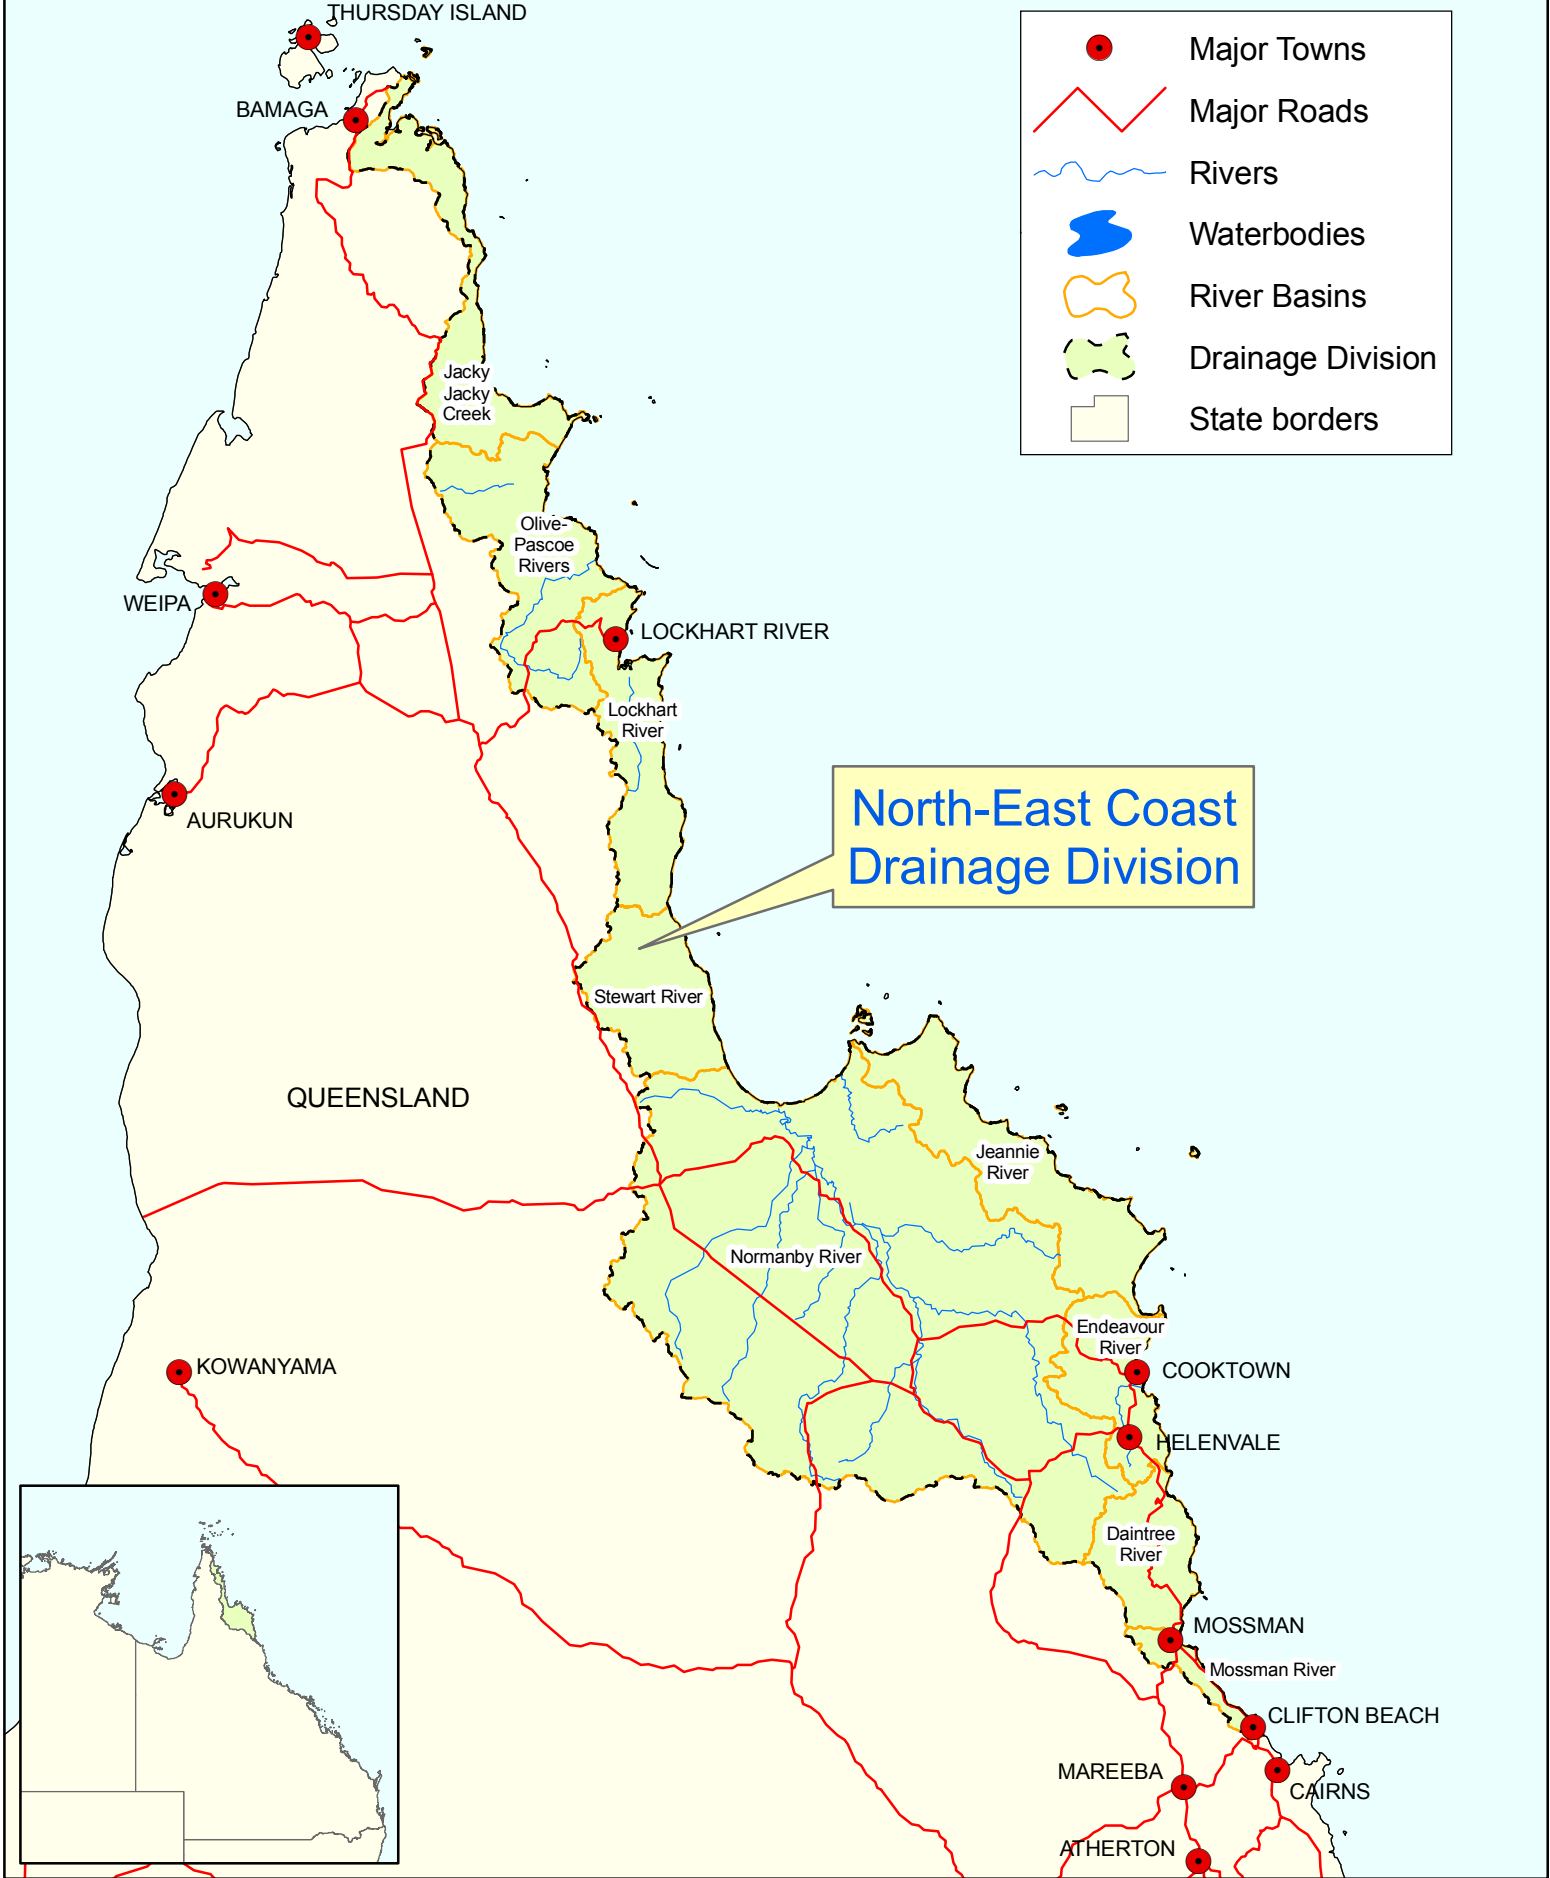 THURSDAY ISLAND
BAMAGA
Major Towns
Major Roads
Rivers
Waterbodies
River Basins
Drainage Division
State borders
Jacky
Jacky
Creek
Olive-
Pascoe
Rivers
WEIPA
LOCKHART RIVER
Lockhart
River
AURUKUN
North-East Coast
Drainage Division
Stewart River
QUEENSLAND
Jeannie
River
Normanby River
Endeavour
River
KOWANYAMA
COOKTOWN
HELENVALE
Daintree
River
MOSSMAN
Mossman River
CLIFTON BEACH
MAREEBA
CAIRNS
ATHERTON